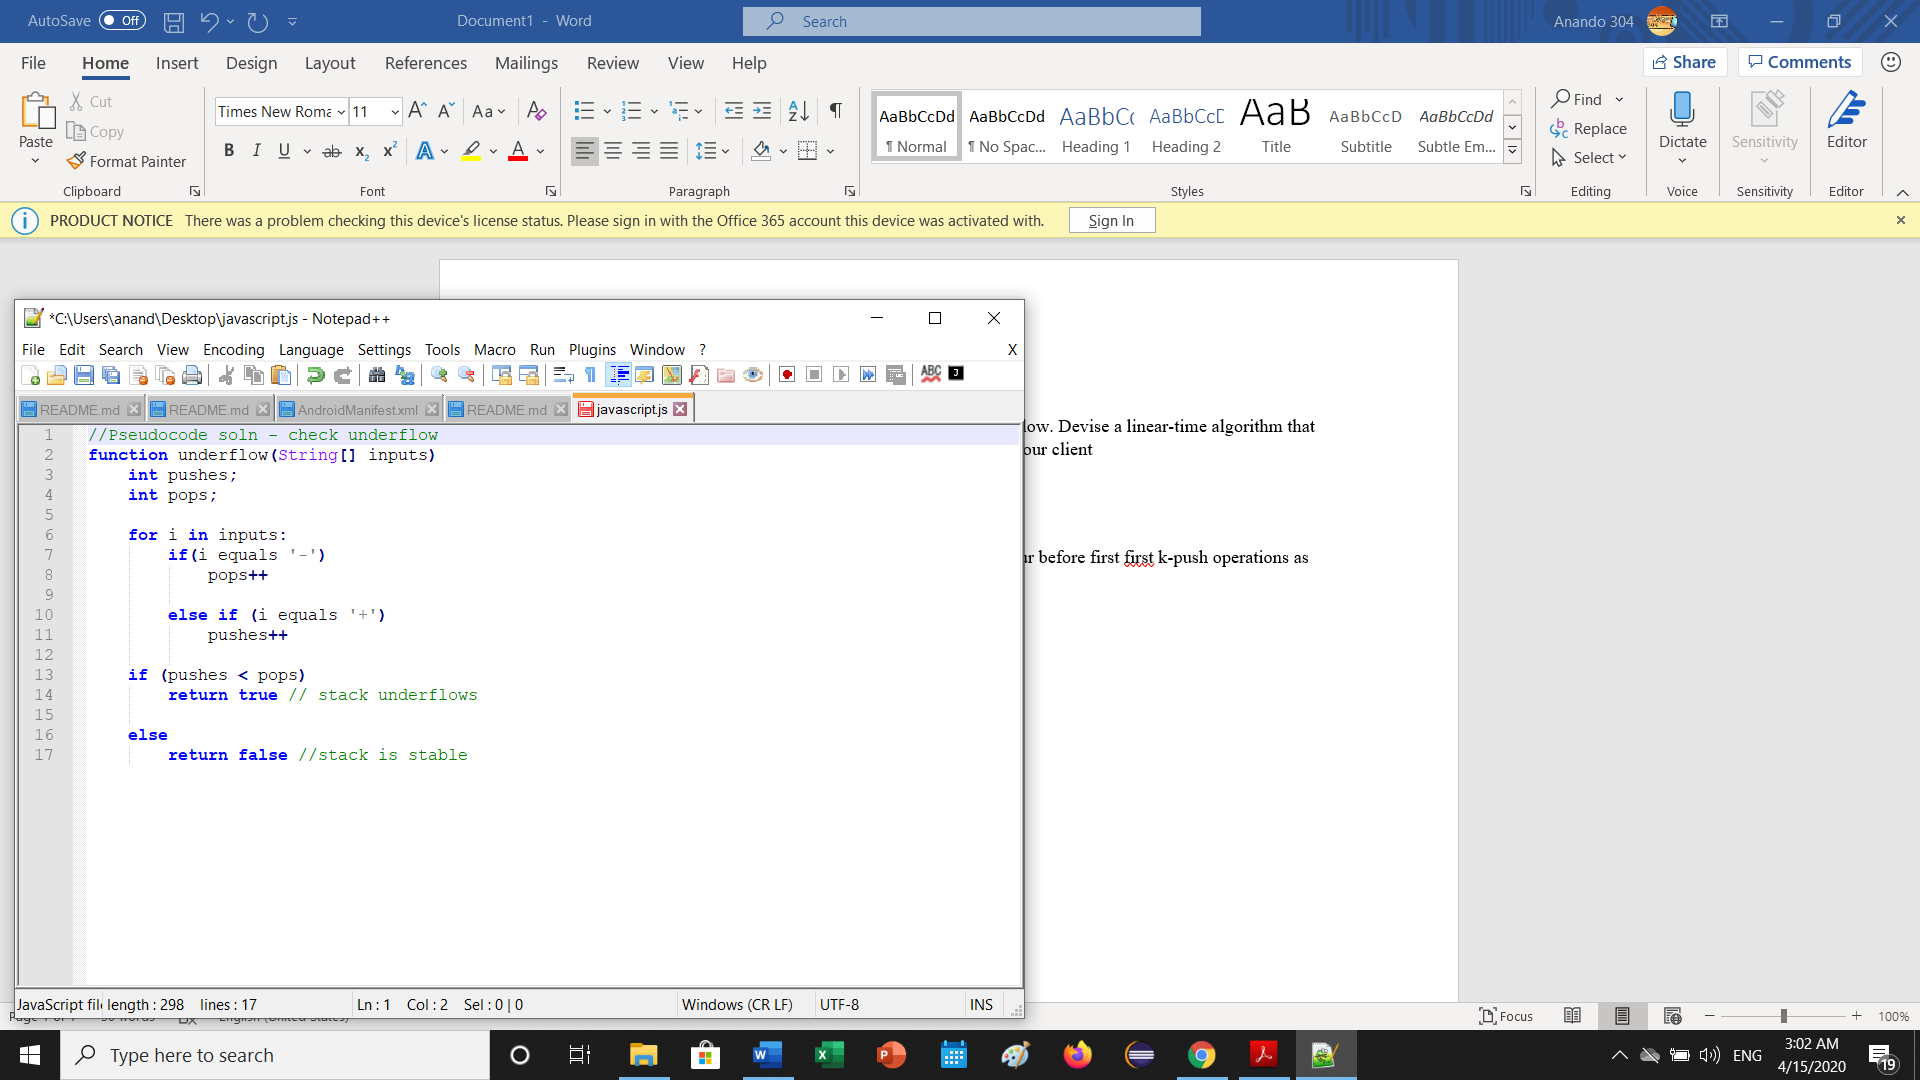 AutoSave Off Document1 - Word Search Anando 304
File Home Insert Design Layout References Mailings Review View Help Share Comments
Paste Cut Copy Format Painter Clipboard
Times New Roma 11 Aa Font
B I U ab x₂ x² A A
Paragraph
AaBbCcDd AaBbCcDd AaBbCc AaBbCcD AaB AaBbCcD AaBbCcDd
¶ Normal ¶ No Spac... Heading 1 Heading 2 Title Subtitle Subtle Em...
Styles
Find Replace Select Editing
Dictate Voice
Sensitivity Sensitivity
Editor Editor
PRODUCT NOTICE There was a problem checking this device's license status. Please sign in with the Office 365 account this device was activated with. Sign In
*C:\Users\anand\Desktop\javascript.js - Notepad++
File Edit Search View Encoding Language Settings Tools Macro Run Plugins Window ? X
README.md README.md AndroidManifest.xml README.md javascript.js
1 //Pseudocode soln - check underflow
2 function underflow(String[] inputs)
3 int pushes;
4 int pops;
5
6 for i in inputs:
7 if(i equals '-')
8 pops++
9
10 else if (i equals '+')
11 pushes++
12
13 if (pushes < pops)
14 return true // stack underflows
15
16 else
17 return false //stack is stable
low. Devise a linear-time algorithm that
our client
before first first k-push operations as
JavaScript fil length : 298 lines : 17 Ln : 1 Col : 2 Sel : 0 | 0 Windows (CR LF) UTF-8 INS
Focus 100%
Type here to search ENG 3:02 AM
4/15/2020 19